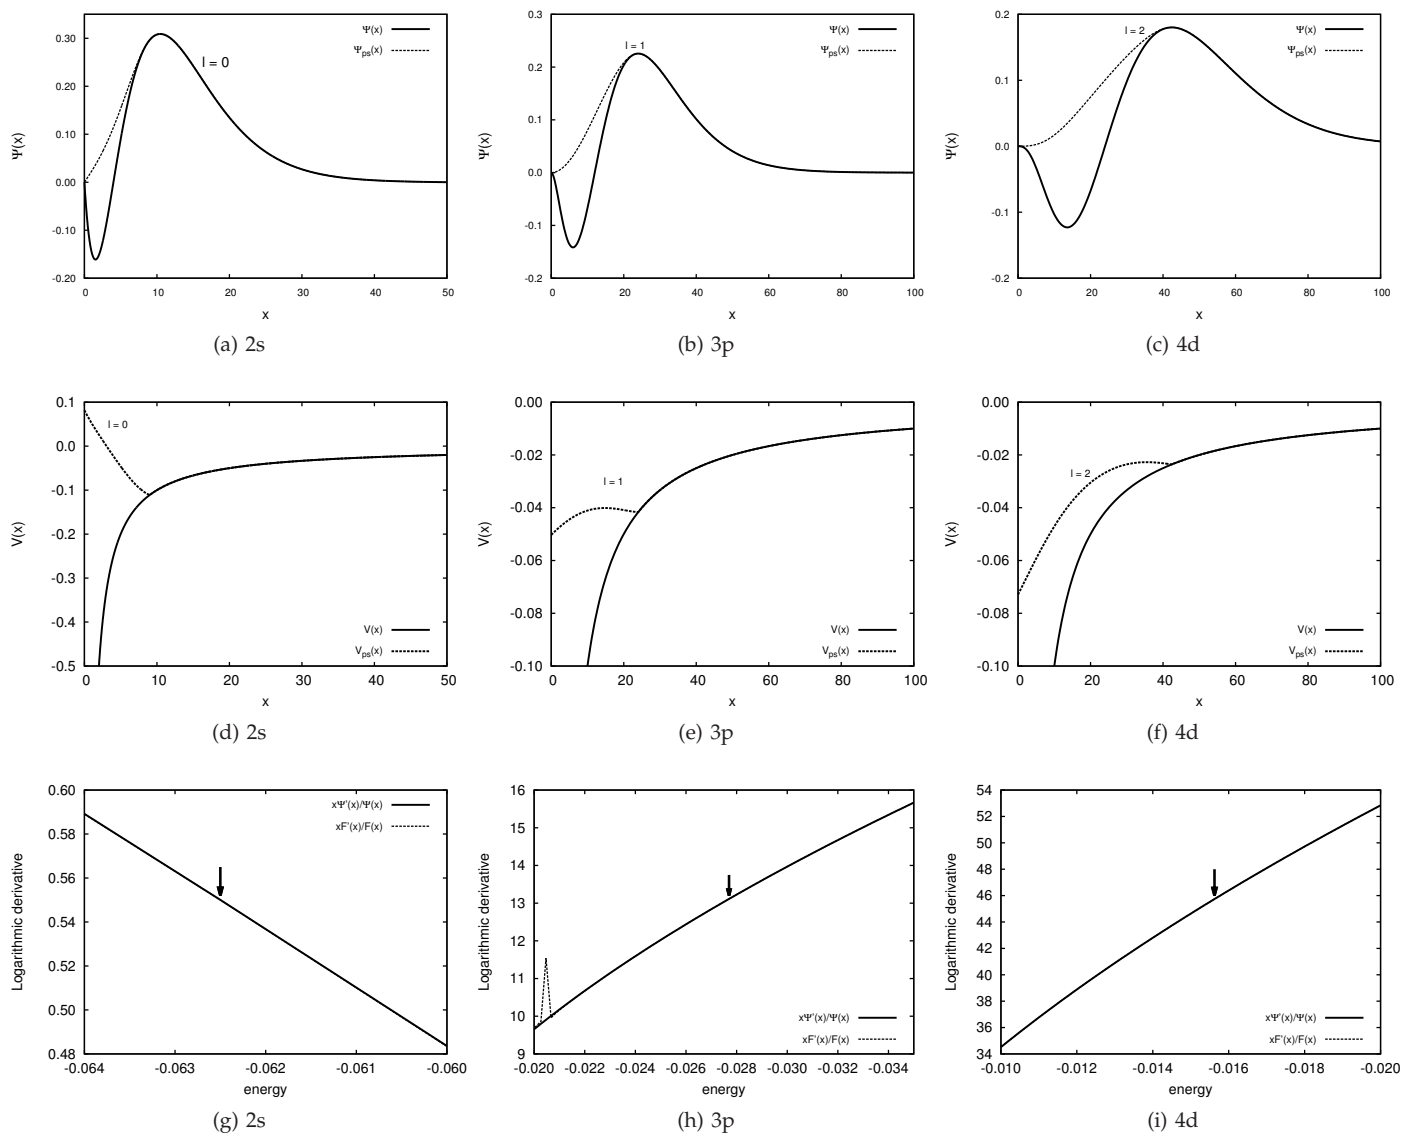 0.30
0.20
0.10
0.00
-0.10
-0.20
Ψ(x)
Ψ(x)
Ψps(x)
l = 0
0 10 20 30 40 50
x
(a) 2s
0.3
0.2
0.1
0.0
-0.1
-0.2
Ψ(x)
l = 1
Ψ(x)
Ψps(x)
0 20 40 60 80 100
x
(b) 3p
0.2
0.1
0.0
-0.1
-0.2
Ψ(x)
l = 2
Ψ(x)
Ψps(x)
0 20 40 60 80 100
x
(c) 4d
0.1
0.0
-0.1
-0.2
-0.3
-0.4
-0.5
V(x)
l = 0
V(x)
Vps(x)
0 10 20 30 40 50
x
(d) 2s
0.00
-0.02
-0.04
-0.06
-0.08
-0.10
V(x)
l = 1
V(x)
Vps(x)
0 20 40 60 80 100
x
(e) 3p
0.00
-0.02
-0.04
-0.06
-0.08
-0.10
V(x)
l = 2
V(x)
Vps(x)
0 20 40 60 80 100
x
(f) 4d
0.60
0.58
0.56
0.54
0.52
0.50
0.48
Logarithmic derivative
xΨ'(x)/Ψ(x)
xF'(x)/F(x)
-0.064 -0.063 -0.062 -0.061 -0.060
energy
(g) 2s
16
15
14
13
12
11
10
9
Logarithmic derivative
xΨ'(x)/Ψ(x)
xF'(x)/F(x)
-0.020 -0.022 -0.024 -0.026 -0.028 -0.030 -0.032 -0.034
energy
(h) 3p
54
52
50
48
46
44
42
40
38
36
34
Logarithmic derivative
xΨ'(x)/Ψ(x)
xF'(x)/F(x)
-0.010 -0.012 -0.014 -0.016 -0.018 -0.020
energy
(i) 4d